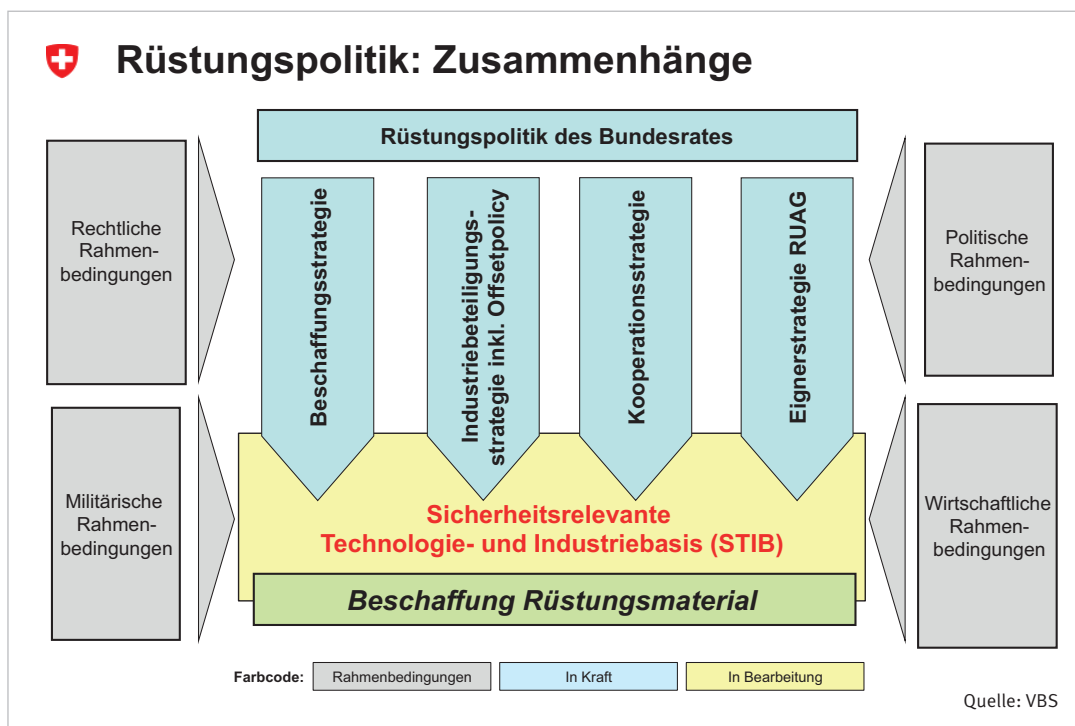 Rüstungspolitik: Zusammenhänge
Rüstungspolitik des Bundesrates
Rechtliche
Rahmen-
bedingungen
Militärische
Rahmen-
bedingungen
Beschaffungsstrategie
Industriebeteiligungs-
strategie inkl. Offsetpolicy
Kooperationsstrategie
Eignerstrategie RUAG
Politische
Rahmen-
bedingungen
Wirtschaftliche
Rahmen-
bedingungen
Sicherheitsrelevante
Technologie- und Industriebasis (STIB)
Beschaffung Rüstungsmaterial
Farbcode: Rahmenbedingungen In Kraft In Bearbeitung
Quelle: VBS